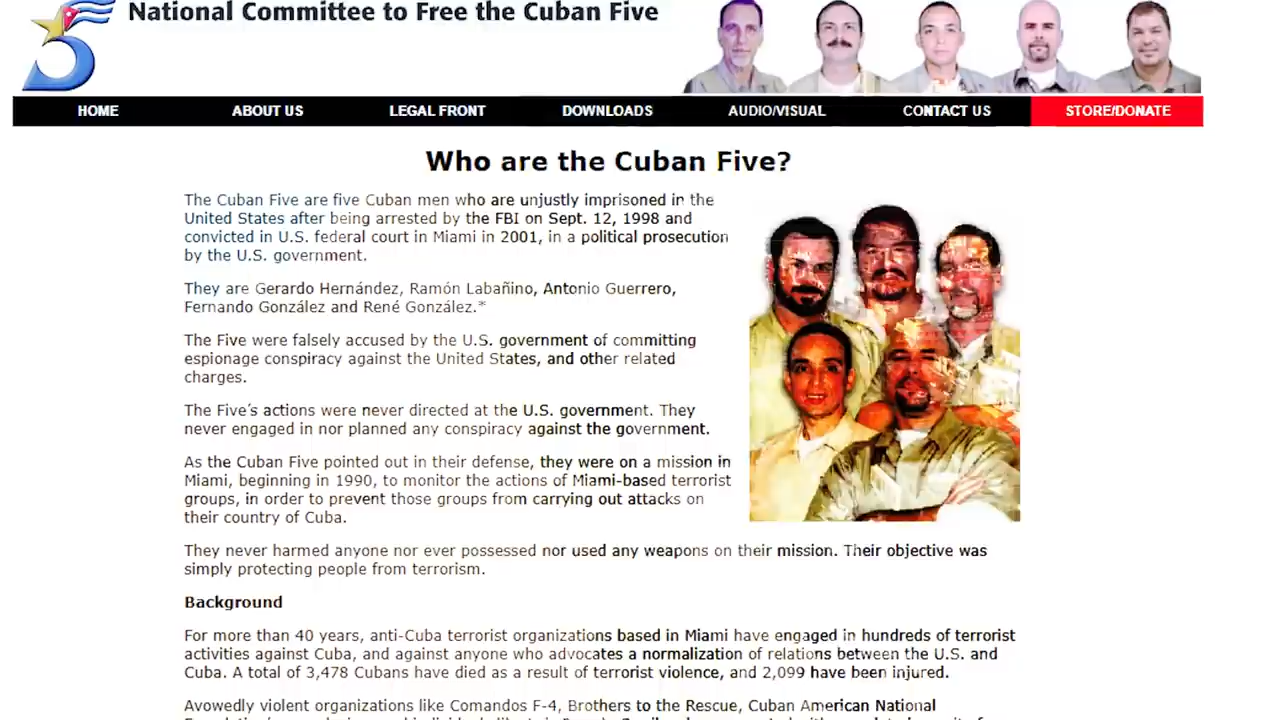 National Committee to Free the Cuban Five
5
HOME ABOUT US LEGAL FRONT DOWNLOADS AUDIO/VISUAL CONTACT US STORE/DONATE
Who are the Cuban Five?
The Cuban Five are five Cuban men who are unjustly imprisoned in the
United States after being arrested by the FBI on Sept. 12, 1998 and
convicted in U.S. federal court in Miami in 2001, in a political prosecution
by the U.S. government.
They are Gerardo Hernández, Ramón Labañino, Antonio Guerrero,
Fernando González and René González.*
The Five were falsely accused by the U.S. government of committing
espionage conspiracy against the United States, and other related
charges.
The Five's actions were never directed at the U.S. government. They
never engaged in nor planned any conspiracy against the government.
As the Cuban Five pointed out in their defense, they were on a mission in
Miami, beginning in 1990, to monitor the actions of Miami-based terrorist
groups, in order to prevent those groups from carrying out attacks on
their country of Cuba.
They never harmed anyone nor ever possessed nor used any weapons on their mission. Their objective was
simply protecting people from terrorism.
Background
For more than 40 years, anti-Cuba terrorist organizations based in Miami have engaged in hundreds of terrorist
activities against Cuba, and against anyone who advocates a normalization of relations between the U.S. and
Cuba. A total of 3,478 Cubans have died as a result of terrorist violence, and 2,099 have been injured.
Avowedly violent organizations like Comandos F-4, Brothers to the Rescue, Cuban American National